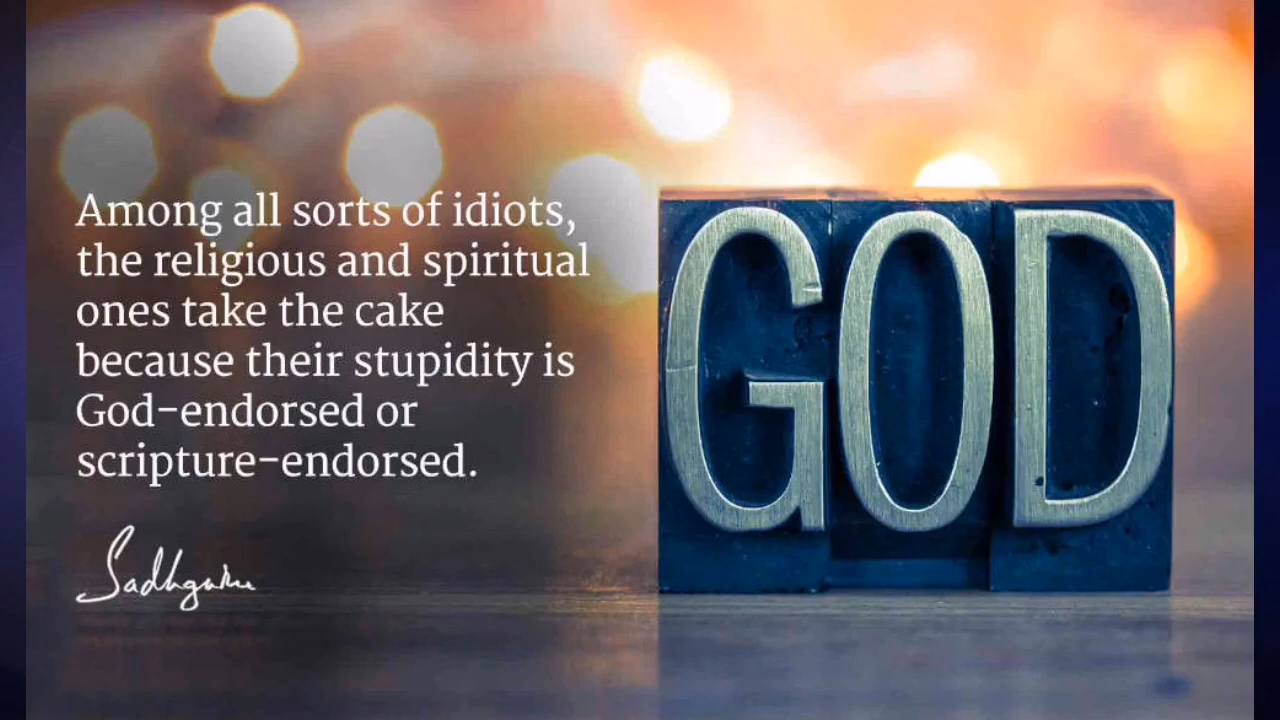 Among all sorts of idiots,
the religious and spiritual
ones take the cake
because their stupidity is
God-endorsed or
scripture-endorsed.
Sadhguru
GOD